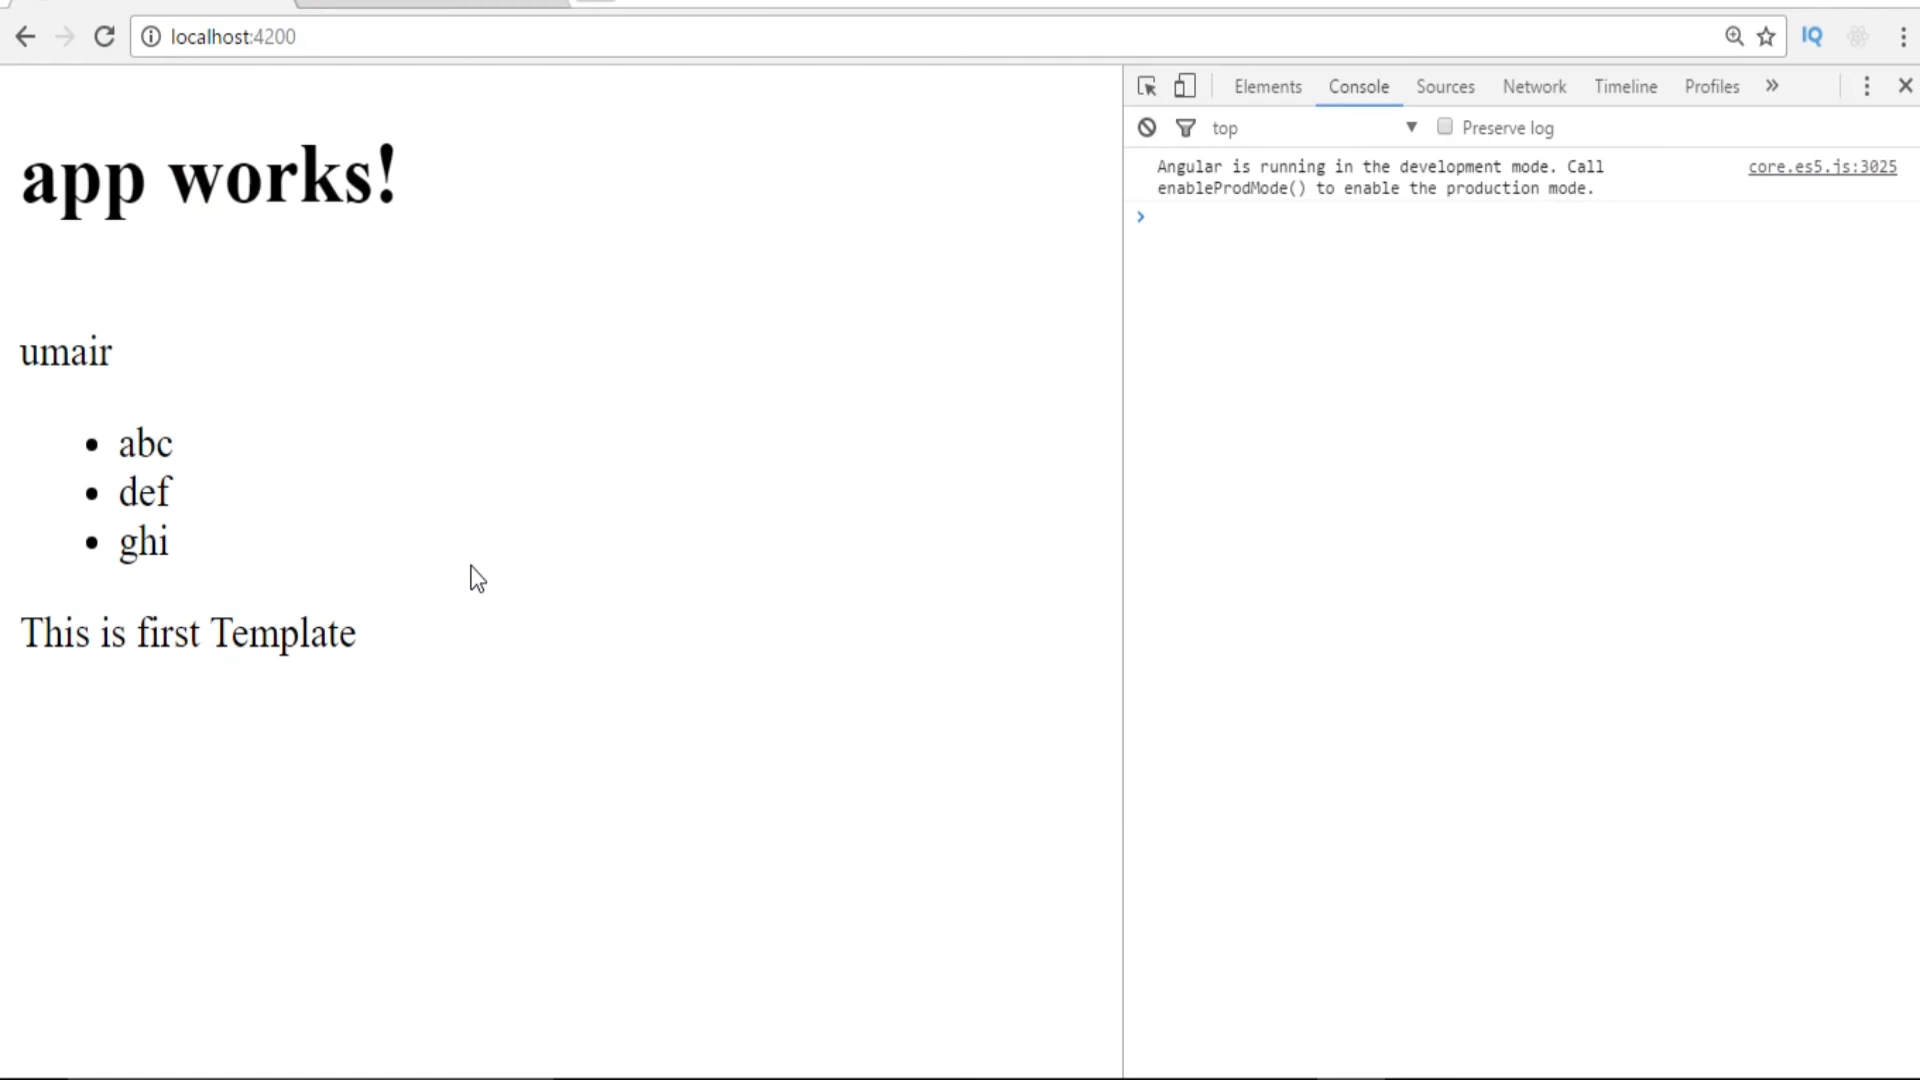 localhost:4200
IQ
app works!
umair
• abc
• def
• ghi
This is first Template
Elements Console Sources Network Timeline Profiles »
top ▼ Preserve log
Angular is running in the development mode. Call core.es5.js:3025
enableProdMode() to enable the production mode.